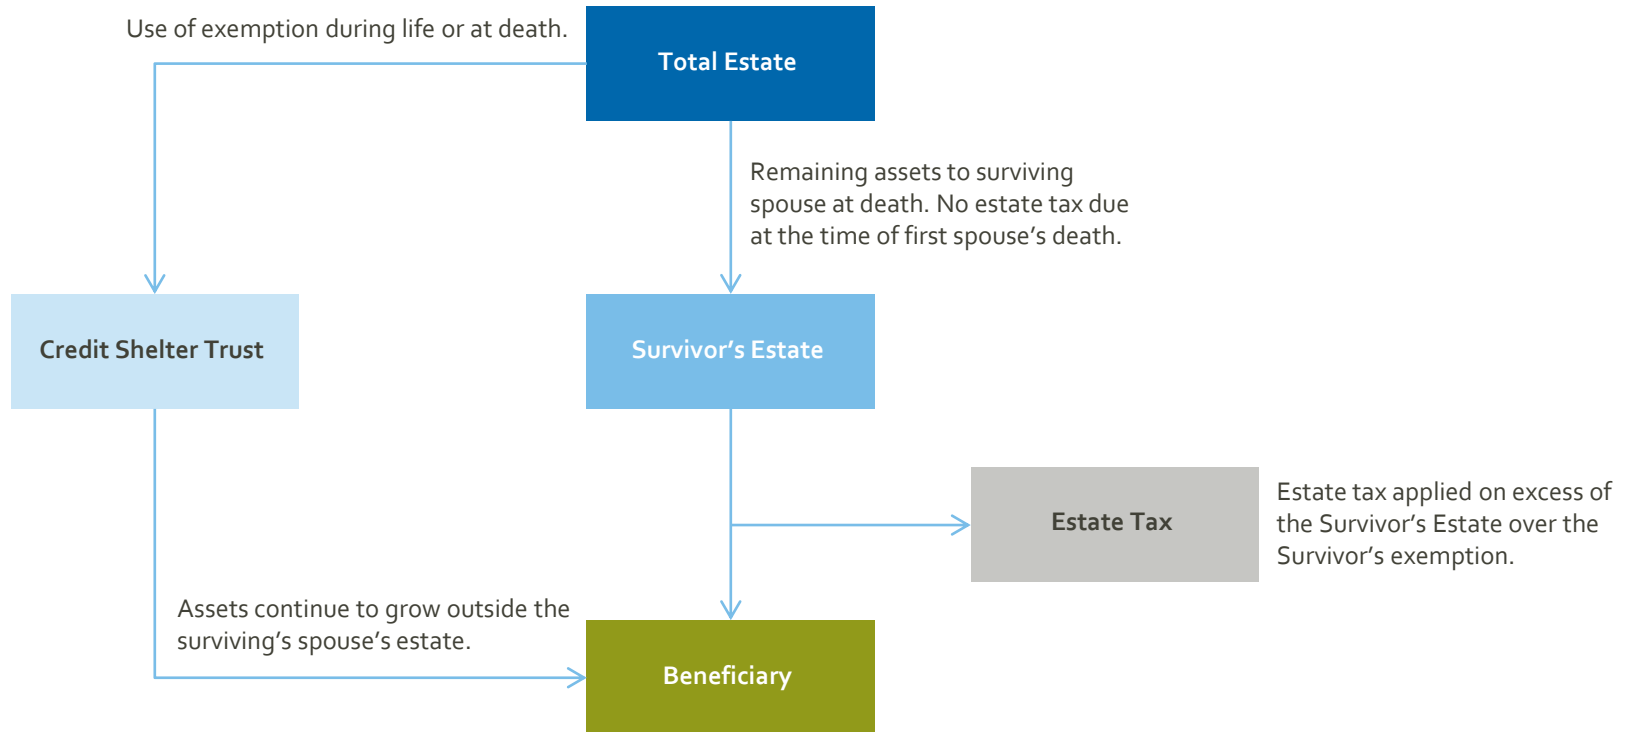 Use of exemption during life or at death.
Total Estate
Remaining assets to surviving
spouse at death. No estate tax due
at the time of first spouse’s death.
Credit Shelter Trust
Survivor’s Estate
Estate Tax
Estate tax applied on excess of
the Survivor’s Estate over the
Survivor’s exemption.
Assets continue to grow outside the
surviving’s spouse’s estate.
Beneficiary